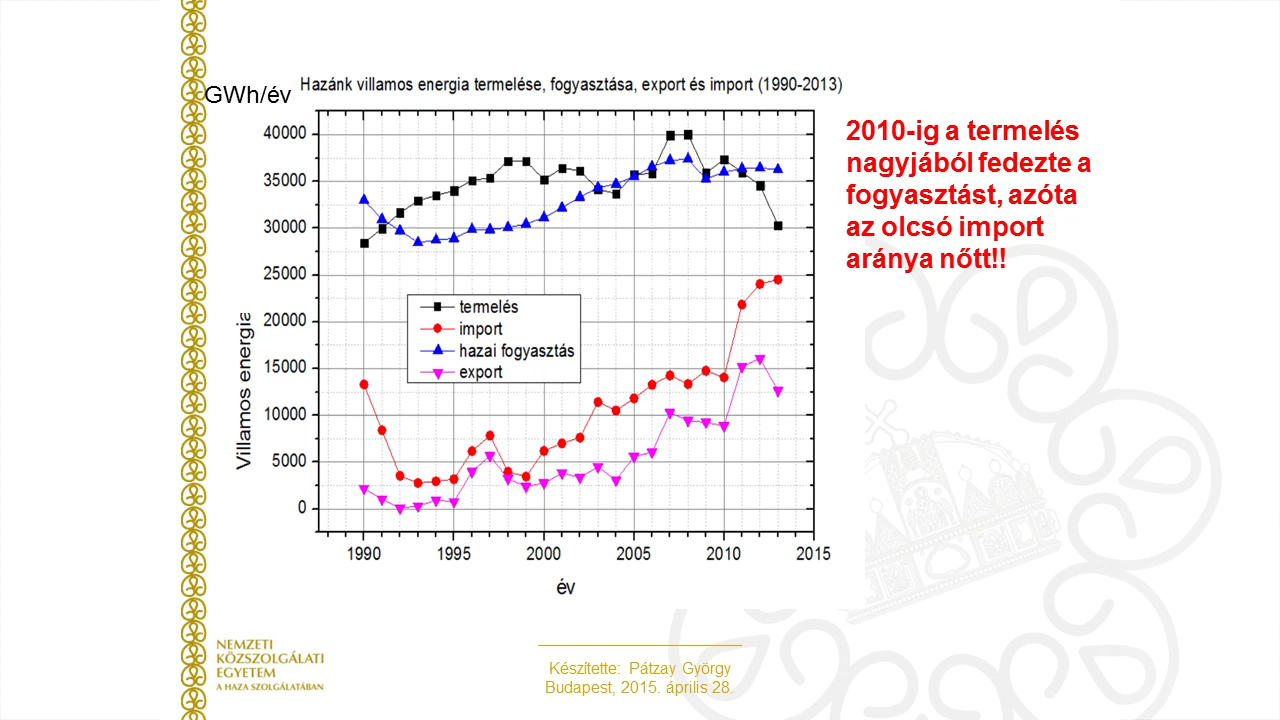 GWh/év
Hazánk villamos energia termelése, fogyasztása, export és import (1990-2013)
40000
35000
30000
25000
20000
15000
10000
5000
0
Villamos energia
termelés
import
hazai fogyasztás
export
1990 1995 2000 2005 2010 2015
év
2010-ig a termelés
nagyjából fedezte a
fogyasztást, azóta
az olcsó import
aránya nőtt!!
NEMZETI
KÖZSZOLGÁLATI
EGYETEM
A HAZA SZOLGÁLATÁBAN
Készítette: Pátzay György
Budapest, 2015. április 28.